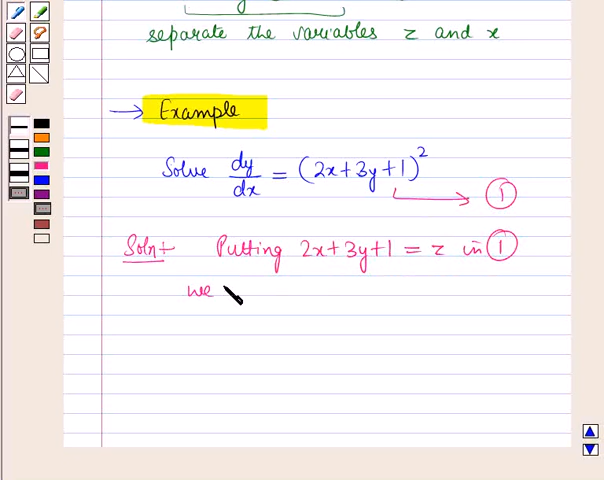 separate the variables z and x
→ Example
Solve dy/dx = (2x+3y+1)² → ①
Soln:- Putting 2x+3y+1 = z in ①
we